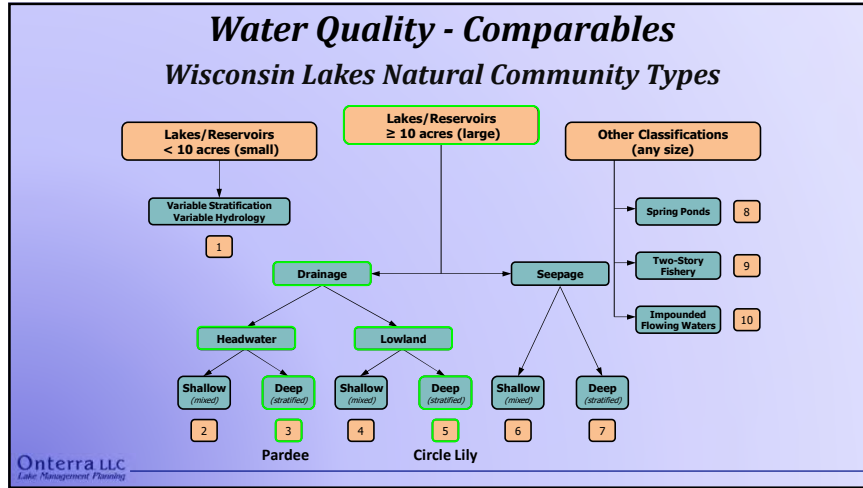 Water Quality - Comparables
Wisconsin Lakes Natural Community Types
Lakes/Reservoirs
< 10 acres (small)
Lakes/Reservoirs
≥ 10 acres (large)
Other Classifications
(any size)
Variable Stratification
Variable Hydrology
1
Spring Ponds
8
Two-Story
Fishery
9
Impounded
Flowing Waters
10
Drainage
Seepage
Headwater
Lowland
Shallow
(mixed)
Deep
(stratified)
Shallow
(mixed)
Deep
(stratified)
Shallow
(mixed)
Deep
(stratified)
2
3
4
5
6
7
Pardee
Circle Lily
Onterra LLC
Lake Management Planning